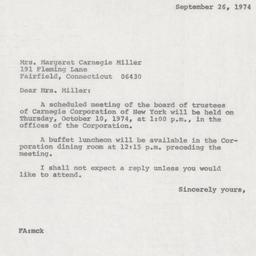 September 26, 1974
Mrs. Margaret Carnegie Miller
191 Fleming Lane
Fairfield, Connecticut 06430
Dear Mrs. Miller:
A scheduled meeting of the board of trustees
of Carnegie Corporation of New York will be held on
Thursday, October 10, 1974, at 1:00 p.m., in the
offices of the Corporation.
A buffet luncheon will be available in the Cor-
poration dining room at 12:15 p.m. preceding the
meeting.
I shall not expect a reply unless you would
like to attend.
Sincerely yours,
FA:mck